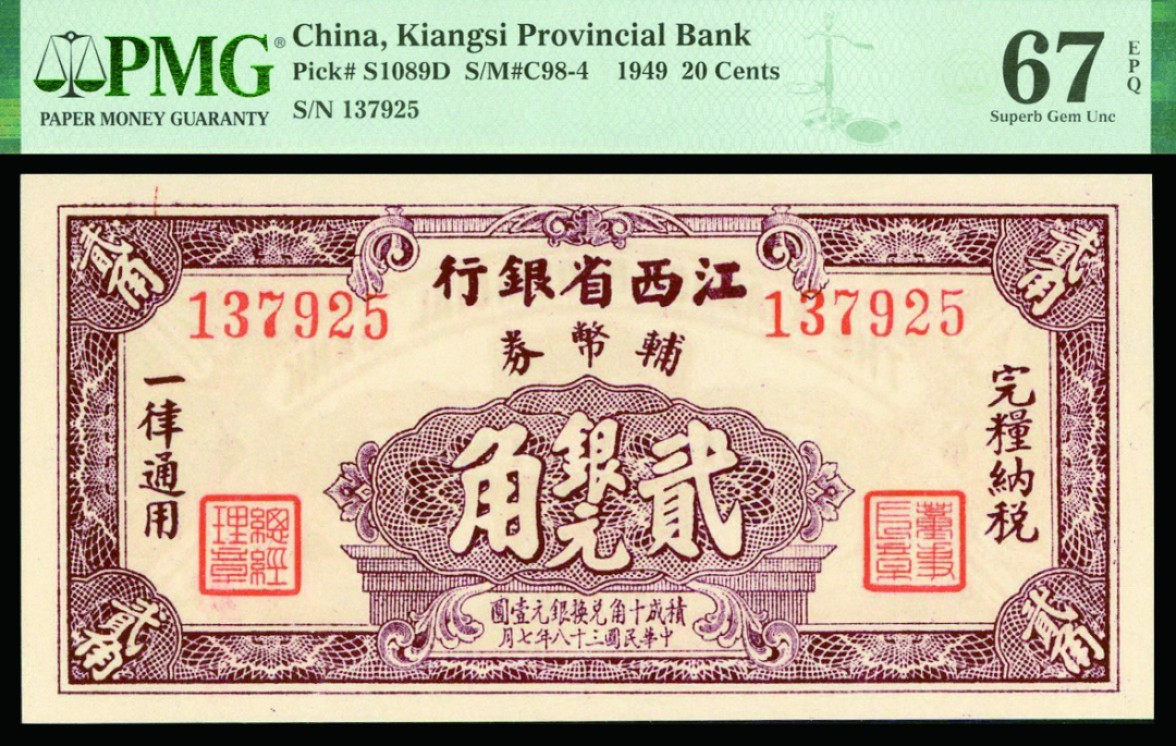 PMG®
PAPER MONEY GUARANTY
China, Kiangsi Provincial Bank
Pick# S1089D S/M#C98-4 1949 20 Cents
S/N 137925
67
EPQ
Superb Gem Unc
貳角
貳角
江西省銀行
137925
137925
輔幣券
完糧納稅
一律通用
銀元
貳角
董事長章
總經理章
積成十角兌換銀元壹圓
中華民國三十八年七月
貳角
貳角